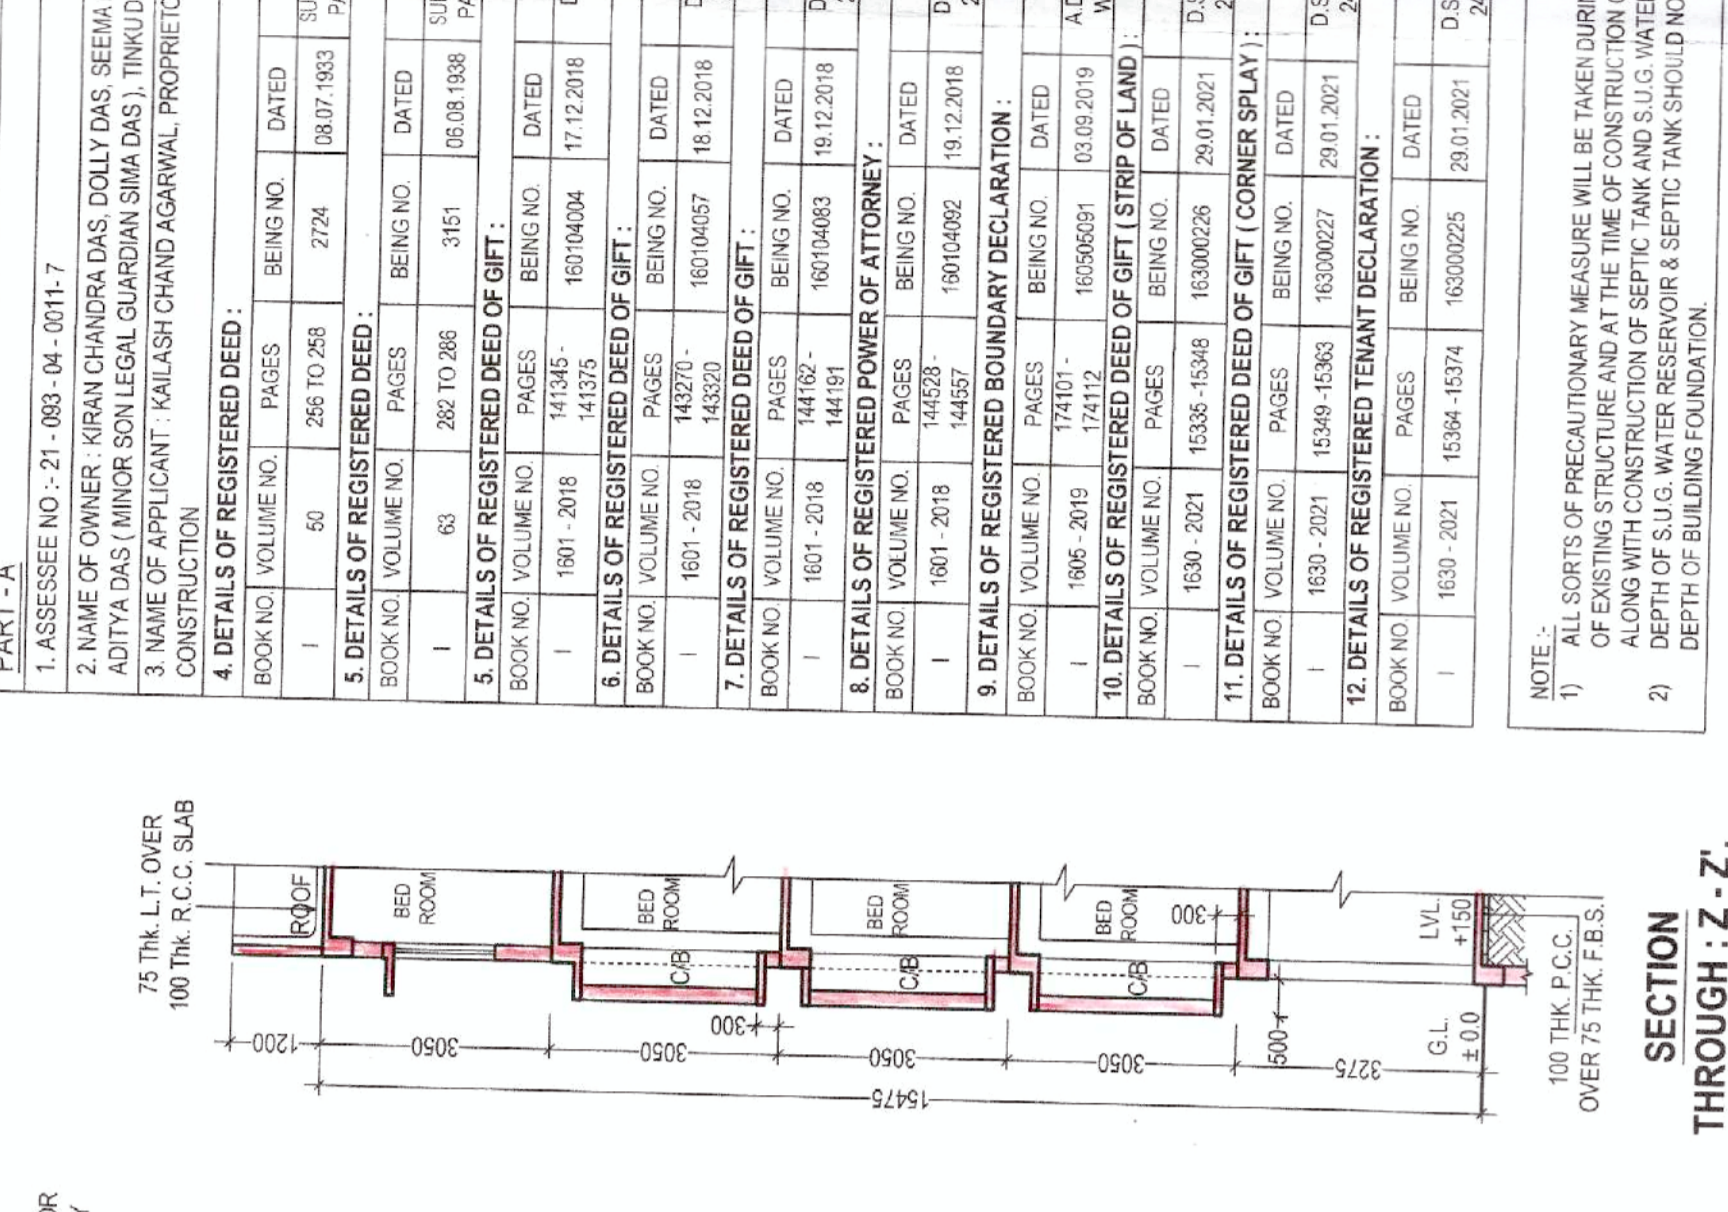 PART - A
1. ASSESSEE NO :- 21 - 093 - 04 - 0011- 7
2. NAME OF OWNER : KIRAN CHANDRA DAS, DOLLY DAS, SEEMA
ADITYA DAS ( MINOR SON LEGAL GUARDIAN SIMA DAS ), TINKU D
3. NAME OF APPLICANT : KAILASH CHAND AGARWAL, PROPRIETO
CONSTRUCTION
4. DETAILS OF REGISTERED DEED :
BOOK NO. VOLUME NO. PAGES BEING NO. DATED
I 50 256 TO 258 2724 08.07.1933
5. DETAILS OF REGISTERED DEED :
BOOK NO. VOLUME NO. PAGES BEING NO. DATED
I 63 282 TO 286 3151 06.08.1938
5. DETAILS OF REGISTERED DEED OF GIFT :
BOOK NO. VOLUME NO. PAGES BEING NO. DATED
I 1601 - 2018 141345 - 141375 160104004 17.12.2018
6. DETAILS OF REGISTERED DEED OF GIFT :
BOOK NO. VOLUME NO. PAGES BEING NO. DATED
I 1601 - 2018 143270 - 143320 160104057 18.12.2018
7. DETAILS OF REGISTERED DEED OF GIFT :
BOOK NO. VOLUME NO. PAGES BEING NO. DATED
I 1601 - 2018 144162 - 144191 160104083 19.12.2018
8. DETAILS OF REGISTERED POWER OF ATTORNEY :
BOOK NO. VOLUME NO. PAGES BEING NO. DATED
I 1601 - 2018 144528 - 144557 160104092 19.12.2018
9. DETAILS OF REGISTERED BOUNDARY DECLARATION :
BOOK NO. VOLUME NO. PAGES BEING NO. DATED
I 1605 - 2019 174101 - 174112 160505091 03.09.2019 A.D
10. DETAILS OF REGISTERED DEED OF GIFT ( STRIP OF LAND ) :
BOOK NO. VOLUME NO. PAGES BEING NO. DATED
I 1630 - 2021 15335 -15348 163000226 29.01.2021 D.S
11. DETAILS OF REGISTERED DEED OF GIFT ( CORNER SPLAY ) :
BOOK NO. VOLUME NO. PAGES BEING NO. DATED
I 1630 - 2021 15349 -15363 163000227 29.01.2021 D.S
12. DETAILS OF REGISTERED TENANT DECLARATION :
BOOK NO. VOLUME NO. PAGES BEING NO. DATED
I 1630 - 2021 15364 -15374 163000225 29.01.2021 D.S
NOTE :-
1) ALL SORTS OF PRECAUTIONARY MEASURE WILL BE TAKEN DURI
OF EXISTING STRUCTURE AND AT THE TIME OF CONSTRUCTION
ALONG WITH CONSTRUCTION OF SEPTIC TANK AND S.U.G. WATE
2) DEPTH OF S.U.G. WATER RESERVOIR & SEPTIC TANK SHOULD NO
DEPTH OF BUILDING FOUNDATION.
75 Thk. L.T. OVER
100 Thk. R.C.C. SLAB
ROOF
BED
ROOM
BED
ROOM
C/B
BED
ROOM
C/B
BED
ROOM
C/B
300
300
1200
3050
3050
3050
3050
500
3275
15475
LVL.
+150
G.L.
± 0.0
100 THK. P.C.C.
OVER 75 THK. F.B.S.
SECTION
THROUGH : Z - Z'.